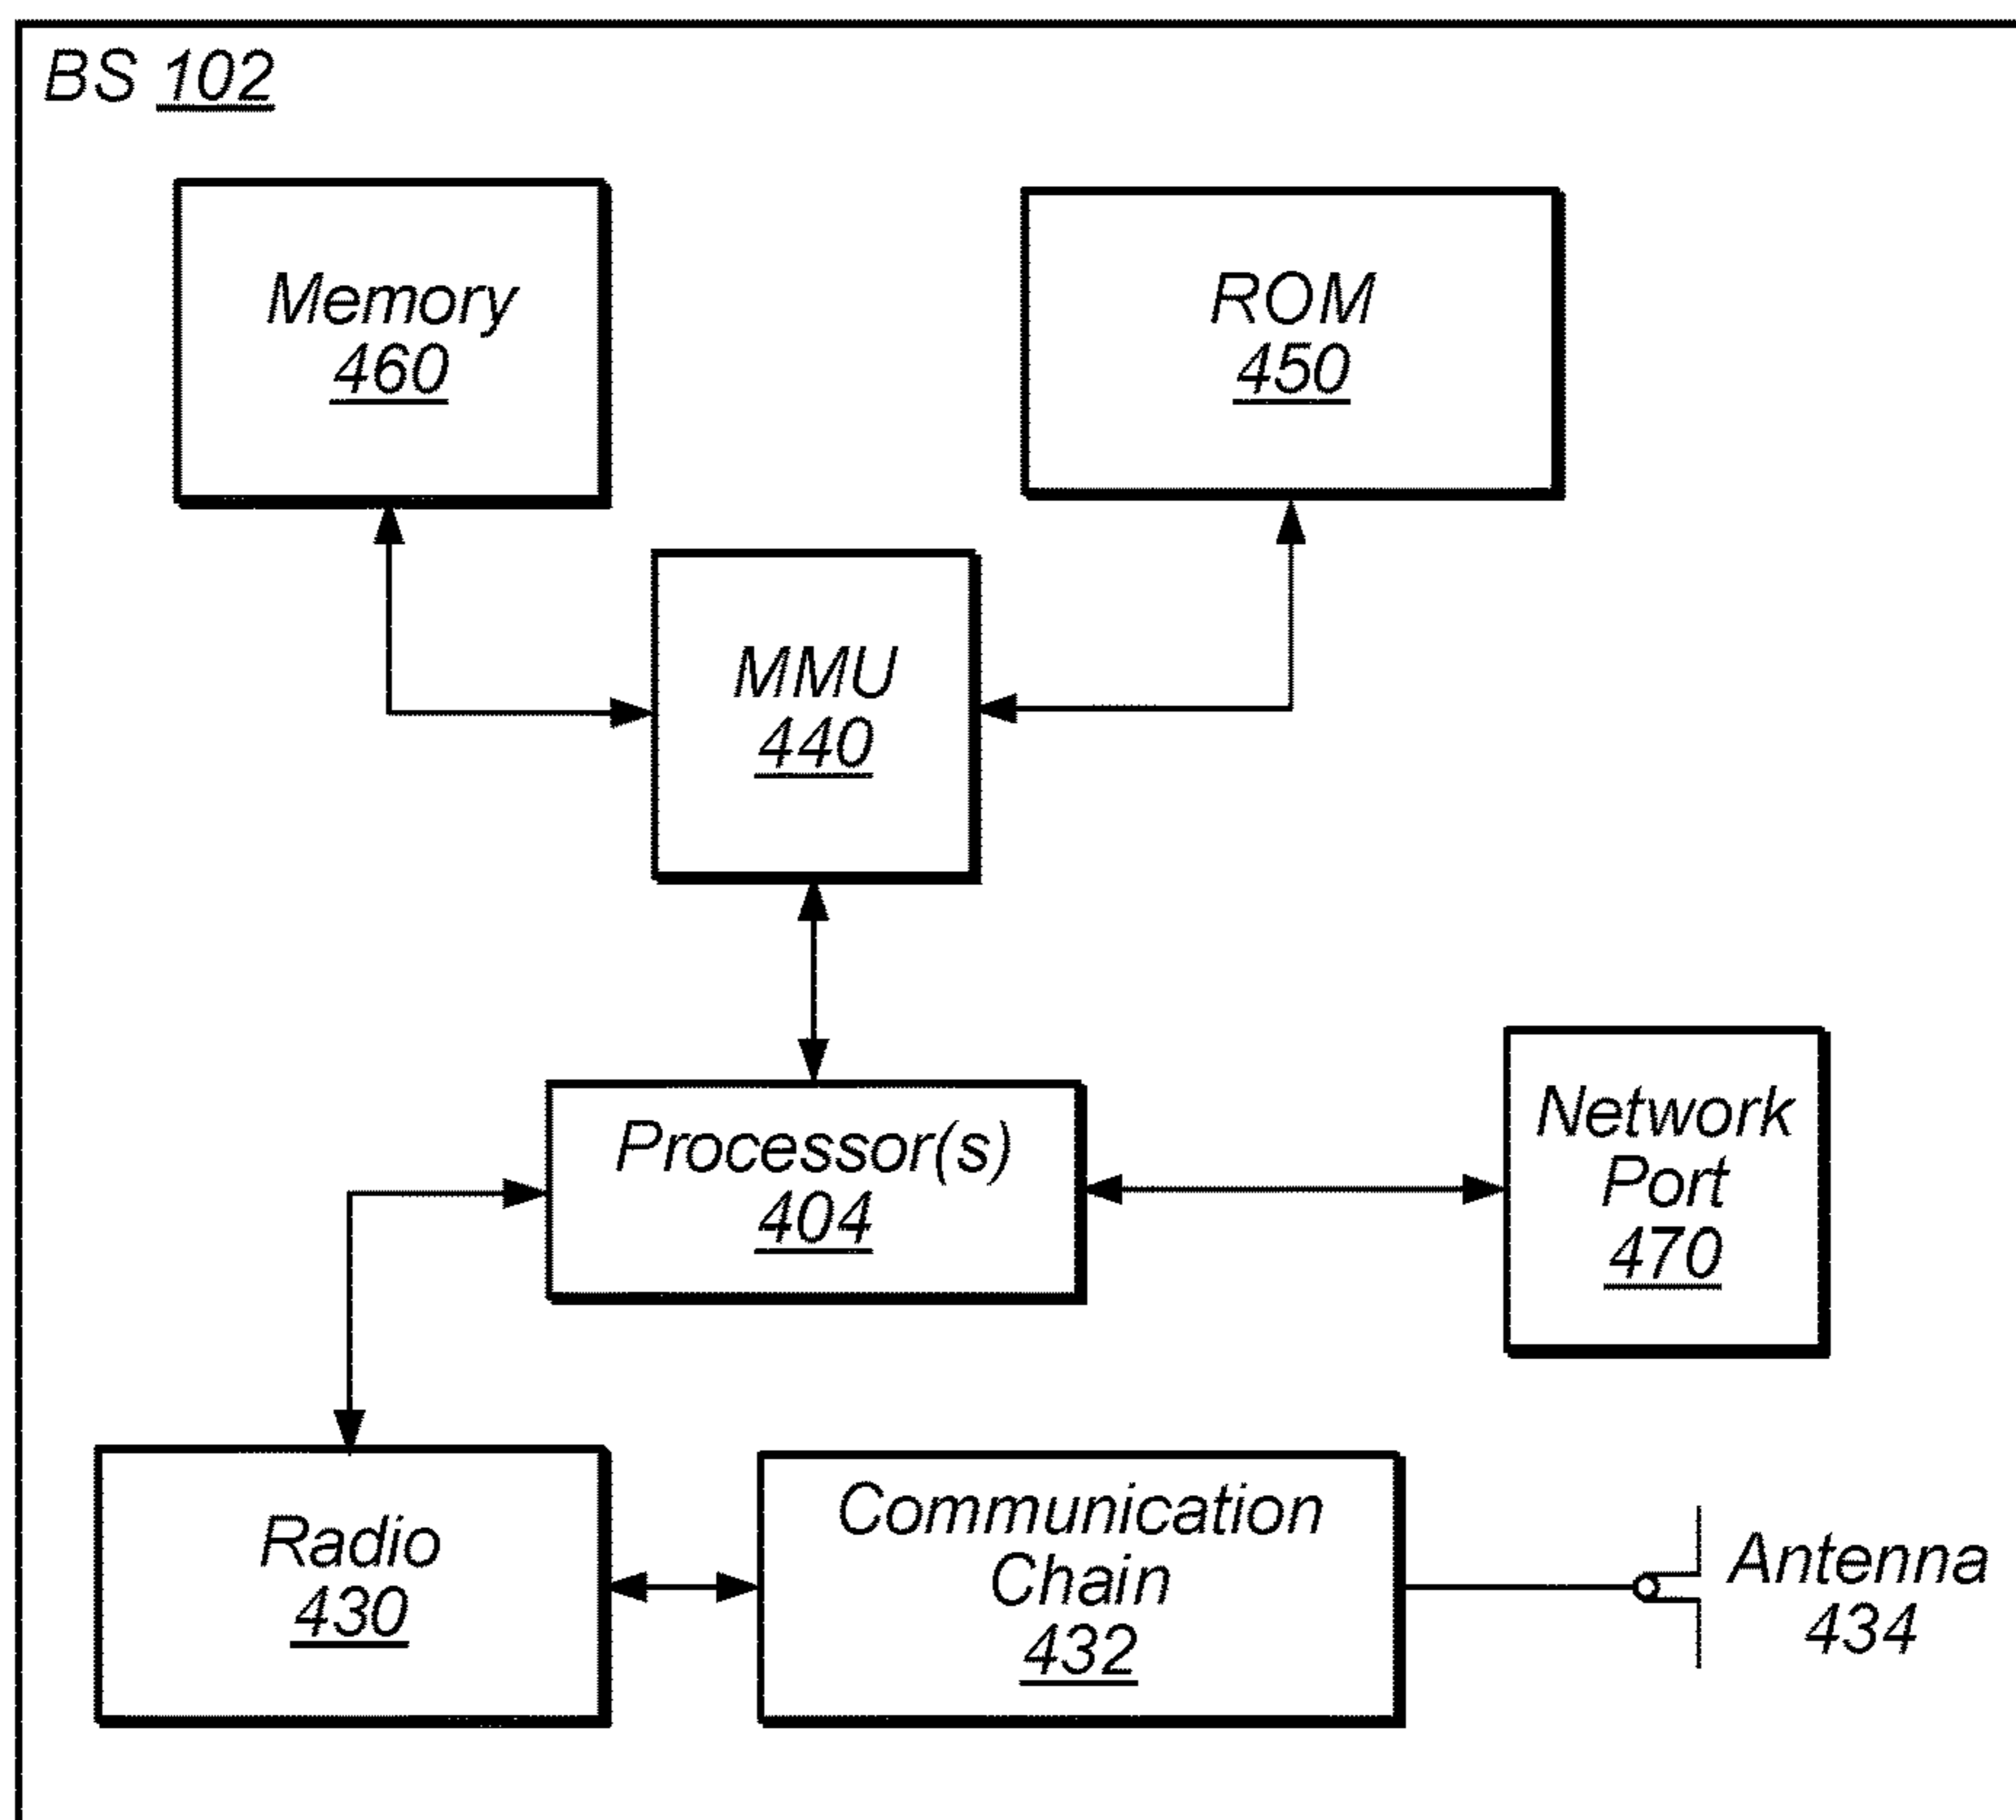 BS 102
Memory
460
ROM
450
MMU
440
Processor(s)
404
Network
Port
470
Radio
430
Communication
Chain
432
Antenna
434